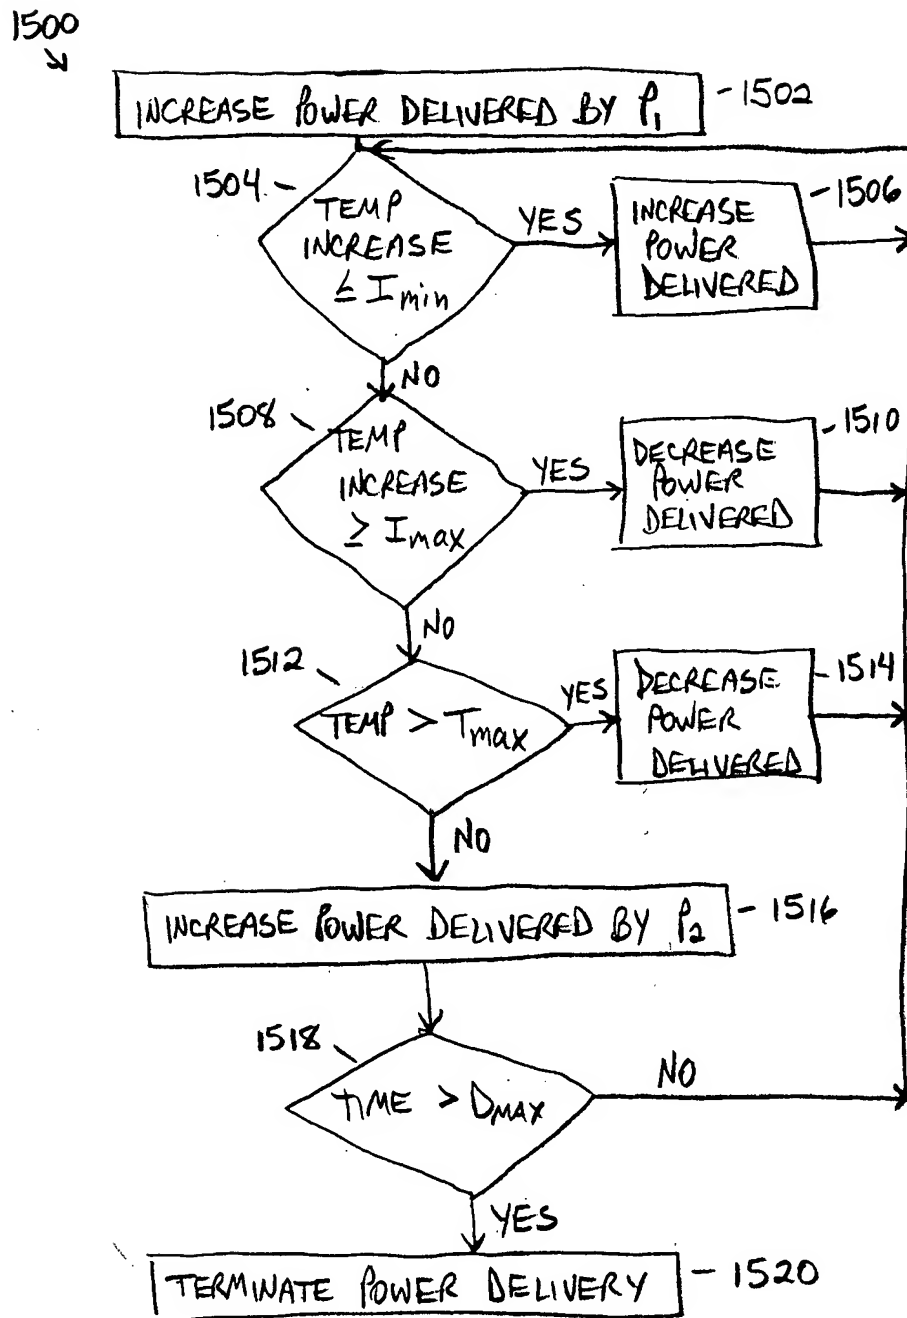 1500
INCREASE POWER DELIVERED BY P₁
1502
1504
TEMP
INCREASE
≤ Imin
YES
INCREASE
POWER
DELIVERED
1506
NO
1508
TEMP
INCREASE
≥ Imax
YES
DECREASE
POWER
DELIVERED
1510
NO
1512
TEMP > Tmax
YES
DECREASE
POWER
DELIVERED
1514
NO
INCREASE POWER DELIVERED BY P₂
1516
1518
TIME > DMAX
NO
YES
TERMINATE POWER DELIVERY
1520